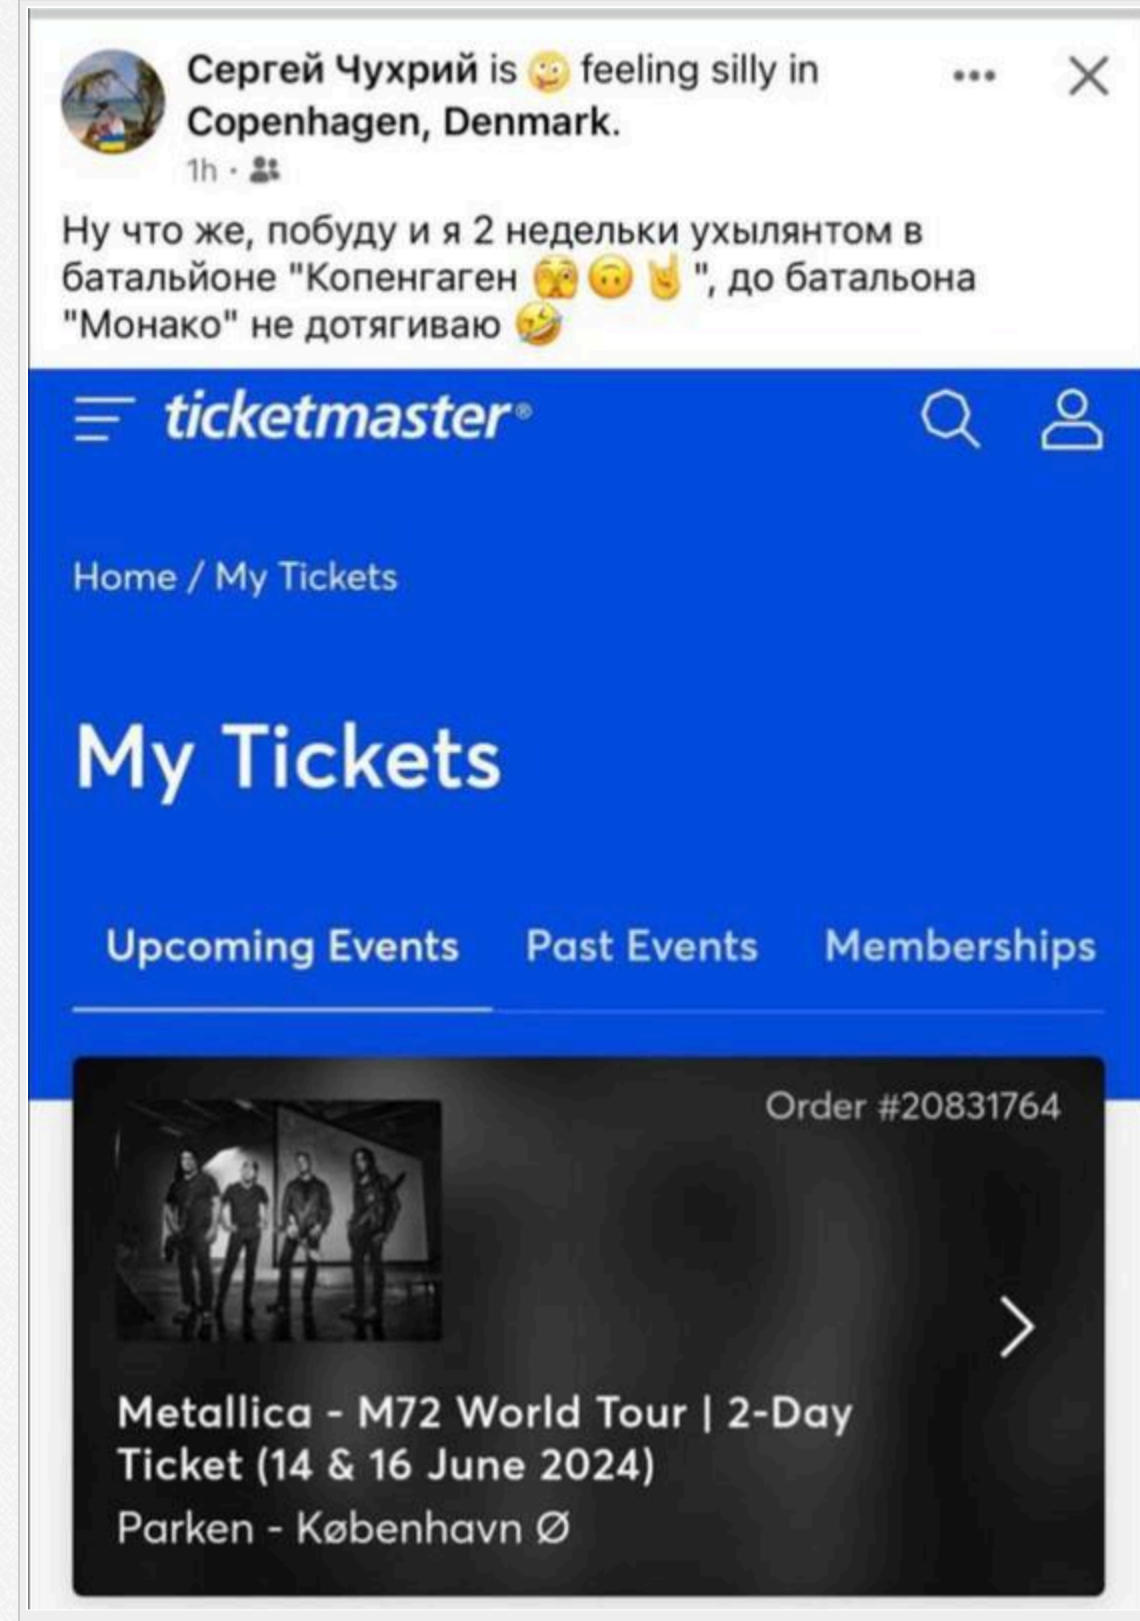 Сергей Чухрий is 🤪 feeling silly in
Copenhagen, Denmark.
1h ·
Ну что же, побуду и я 2 недельки ухылянтом в
батальйоне "Копенгаген 🫣🙃🤘", до батальона
"Монако" не дотягиваю 🤣
ticketmaster®
Home / My Tickets
My Tickets
Upcoming Events Past Events Memberships
Order #20831764
Metallica - M72 World Tour | 2-Day
Ticket (14 & 16 June 2024)
Parken - København Ø